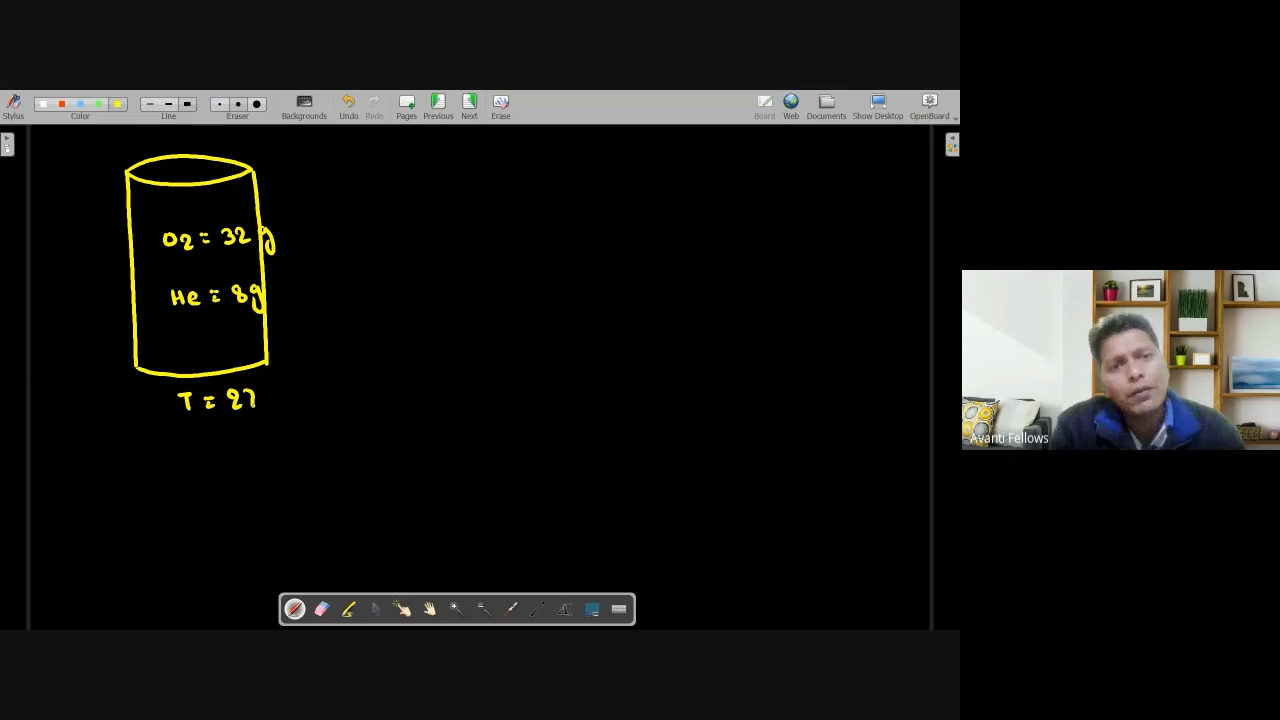 Stylus
Color
Line
Eraser
Backgrounds
Undo
Redo
Pages
Previous
Next
Erase
Board
Web
Documents
Show Desktop
OpenBoard
O2 = 32 g
He = 8g
T = 27
Avanti Fellows